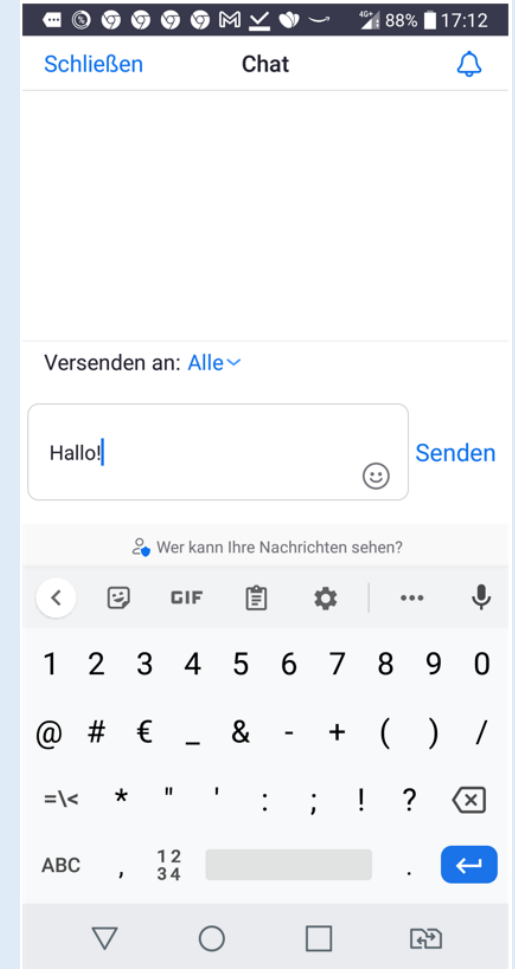 88% 17:12
Schließen Chat
Versenden an: Alle
Hallo!
Senden
Wer kann Ihre Nachrichten sehen?
GIF
1 2 3 4 5 6 7 8 9 0
@ # € _ & - + ( ) /
=\< * " ' : ; ! ?
ABC , 12 34 .